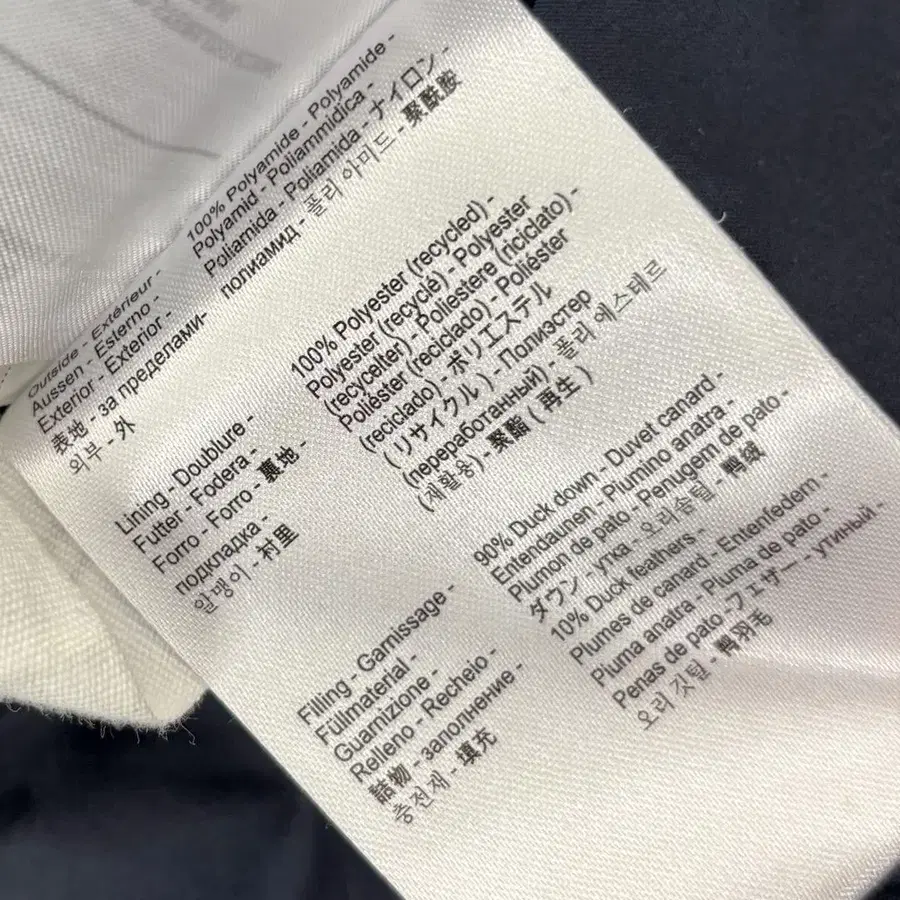 Outside - Extérieur -
Aussen - Esterno -
Exterior - Exterior -
表地 - за пределами-
외부 - 外
100% Polyamide - Polyamide -
Polyamid - Poliammidica -
Poliamida - Poliamida - ナイロン -
полиамид - 폴리 아미드 - 聚酰胺
Lining - Doublure -
Futter - Fodera -
Forro - Forro - 裏地 -
подкладка -
알맹이 - 衬里
100% Polyester (recycled) -
Polyester (recyclé) - Polyester
(recycelter) - Poliestere (riciclato) -
Poliéster (reciclado) - Poliéster
(reciclado) - ポリエステル
( リサイクル ) - Полиэстер
(переработанный) - 폴리 에스테르
(재활용) - 聚酯 ( 再生 )
Filling - Garnissage -
Füllmaterial -
Guarnizione -
Relleno - Recheio -
詰物 - заполнение -
충전재 - 填充
90% Duck down - Duvet canard -
Entendaunen - Plumino anatra -
Plumon de pato - Penugem de pato -
ダウン - утка - 오리솜털 - 鸭绒
10% Duck feathers -
Plumes de canard - Entenfedern -
Piuma anatra - Pluma de pato -
Penas de pato - フェザー - утиный -
오리 깃털 - 鸭羽毛